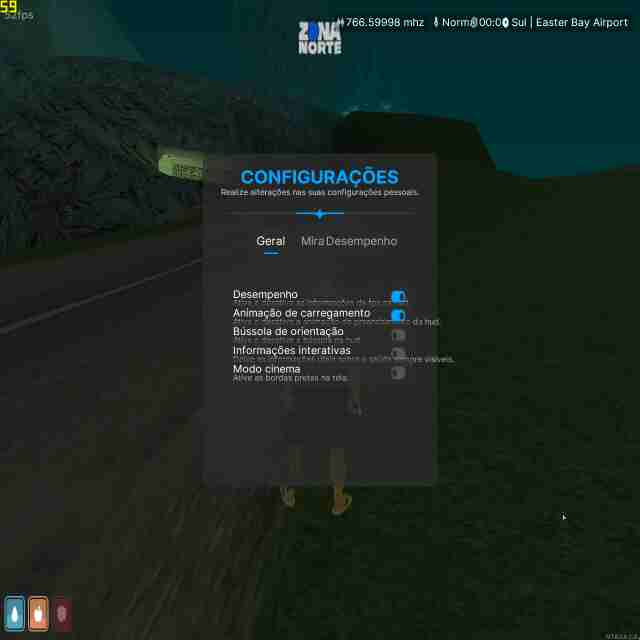 59
52fps
ZONA
NORTE
766.59998 mhz
Norm
00:0
Sul | Easter Bay Airport
CONFIGURAÇÕES
Realize alterações nas suas configurações pessoais.
Geral
Mira
Desempenho
Desempenho
Animação de carregamento
Bússola de orientação
Informações interativas
Modo cinema
Ative as bordas pretas na tela.